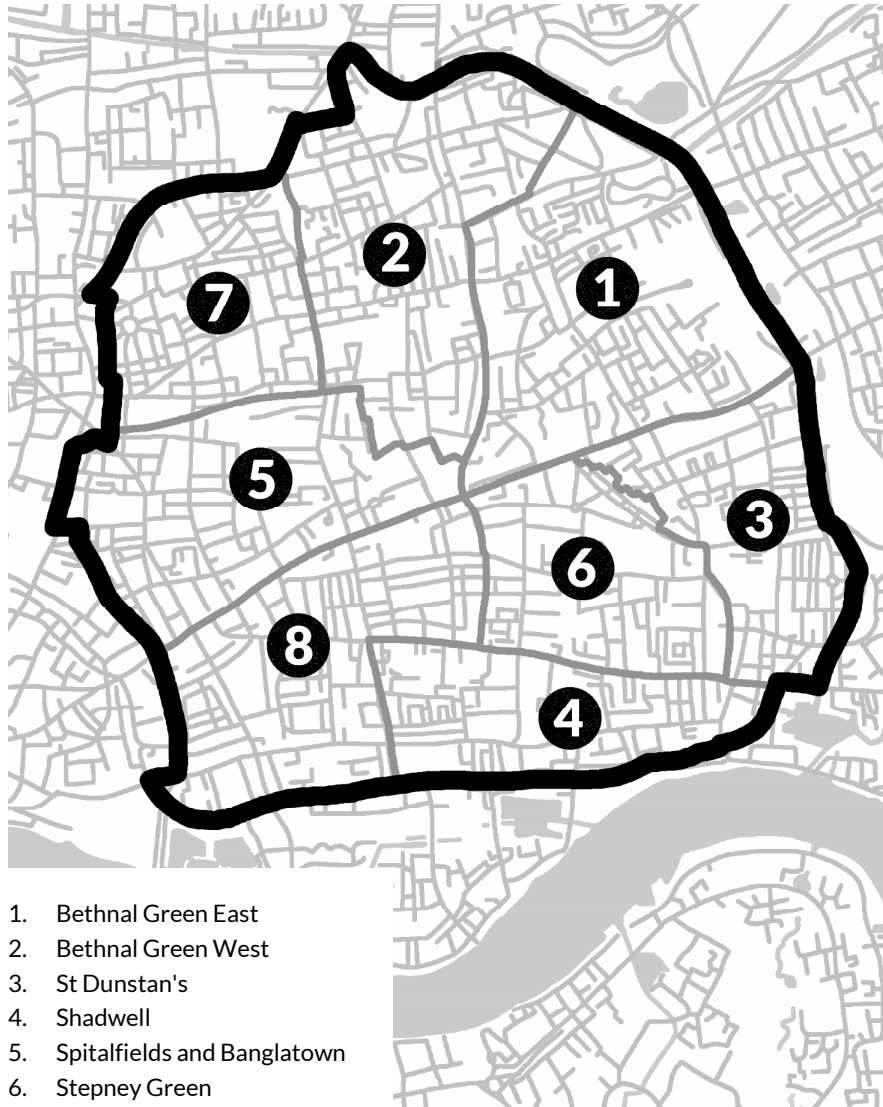 2
1
7
5
3
6
8
4
1. Bethnal Green East
2. Bethnal Green West
3. St Dunstan's
4. Shadwell
5. Spitalfields and Banglatown
6. Stepney Green